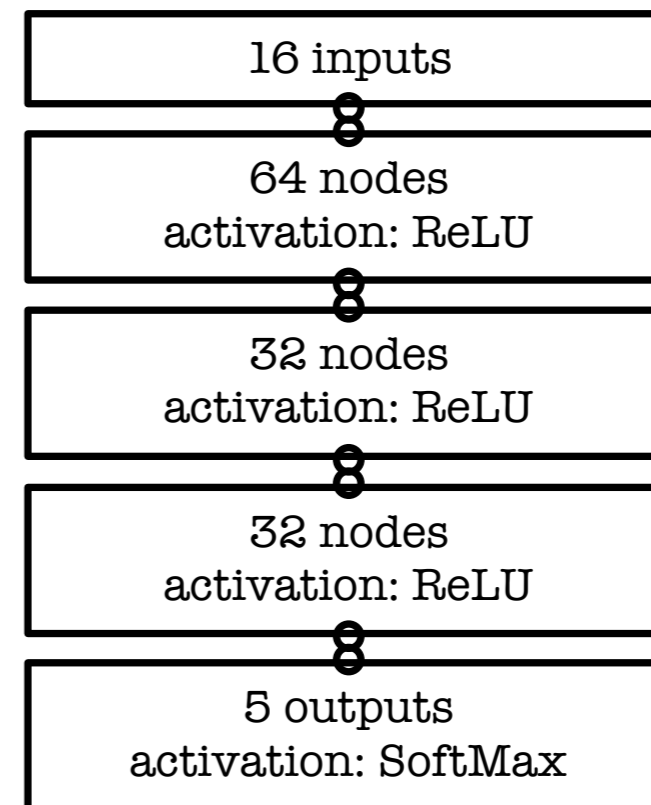 16 inputs
64 nodes
activation: ReLU
32 nodes
activation: ReLU
32 nodes
activation: ReLU
5 outputs
activation: SoftMax